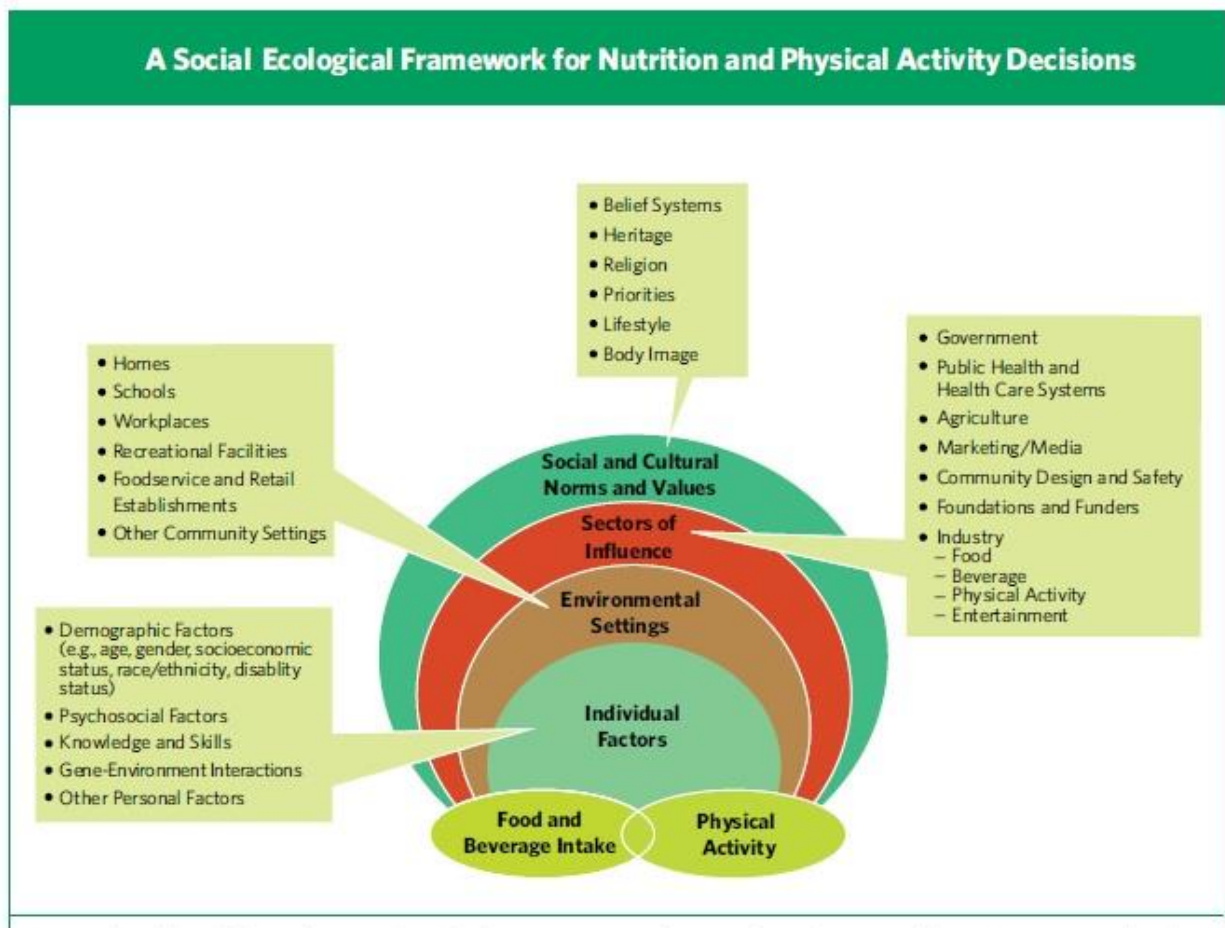 A Social Ecological Framework for Nutrition and Physical Activity Decisions
• Belief Systems
• Heritage
• Religion
• Priorities
• Lifestyle
• Body Image
• Homes
• Schools
• Workplaces
• Recreational Facilities
• Foodservice and Retail
Establishments
• Other Community Settings
• Government
• Public Health and
Health Care Systems
• Agriculture
• Marketing/Media
• Community Design and Safety
• Foundations and Funders
• Industry
– Food
– Beverage
– Physical Activity
– Entertainment
• Demographic Factors
(e.g., age, gender, socioeconomic
status, race/ethnicity, disablity
status)
• Psychosocial Factors
• Knowledge and Skills
• Gene-Environment Interactions
• Other Personal Factors
Social and Cultural
Norms and Values
Sectors of
Influence
Environmental
Settings
Individual
Factors
Food and
Beverage Intake
Physical
Activity